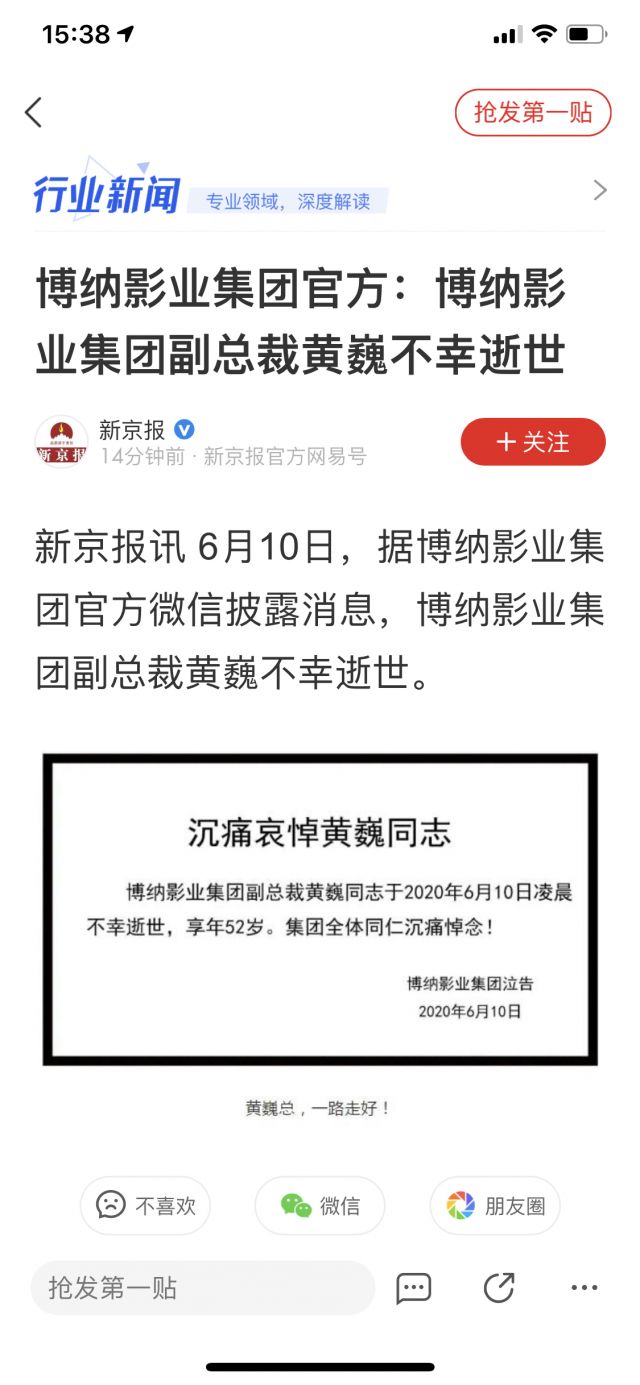 15:38
抢发第一贴
行业新闻 专业领域，深度解读
博纳影业集团官方：博纳影
业集团副总裁黄巍不幸逝世
新京报
新京报
14分钟前 · 新京报官方网易号
+ 关注
新京报讯 6月10日，据博纳影业集
团官方微信披露消息，博纳影业集
团副总裁黄巍不幸逝世。
沉痛哀悼黄巍同志
博纳影业集团副总裁黄巍同志于2020年6月10日凌晨
不幸逝世，享年52岁。集团全体同仁沉痛悼念！
博纳影业集团泣告
2020年6月10日
黄巍总，一路走好！
不喜欢
微信
朋友圈
抢发第一贴